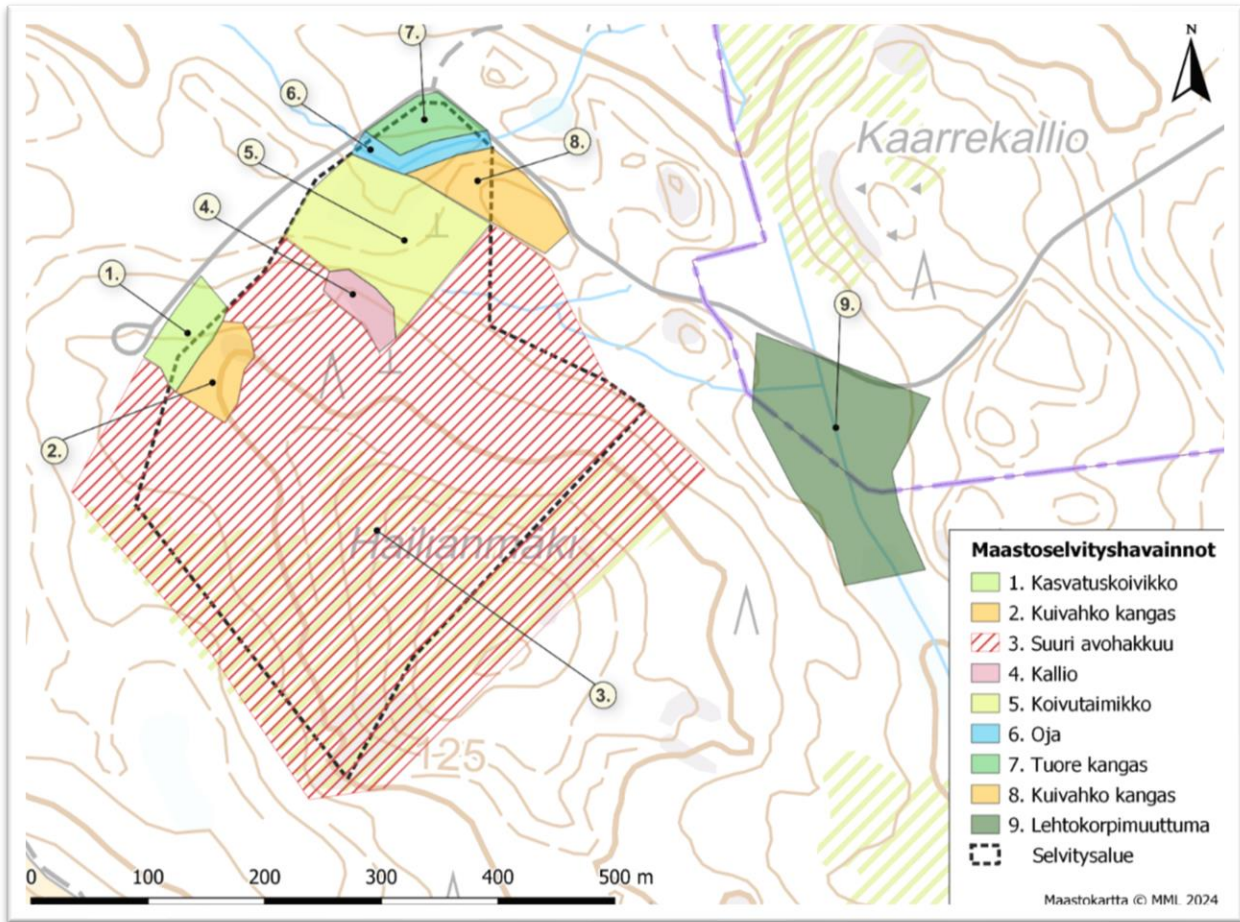 7.
N
6.
8.
5.
Kaarrekallio
4.
1.
9.
2.
Hailianmäki
Maastoselvityshavainnot
1. Kasvatuskoivikko
2. Kuivahko kangas
3. Suuri avohakkuu
4. Kallio
5. Koivutaimikko
6. Oja
7. Tuore kangas
8. Kuivahko kangas
9. Lehtokorpimuuttuma
Selvitysalue
3.
125
0 100 200 300 400 500 m
Maastokartta © MML 2024